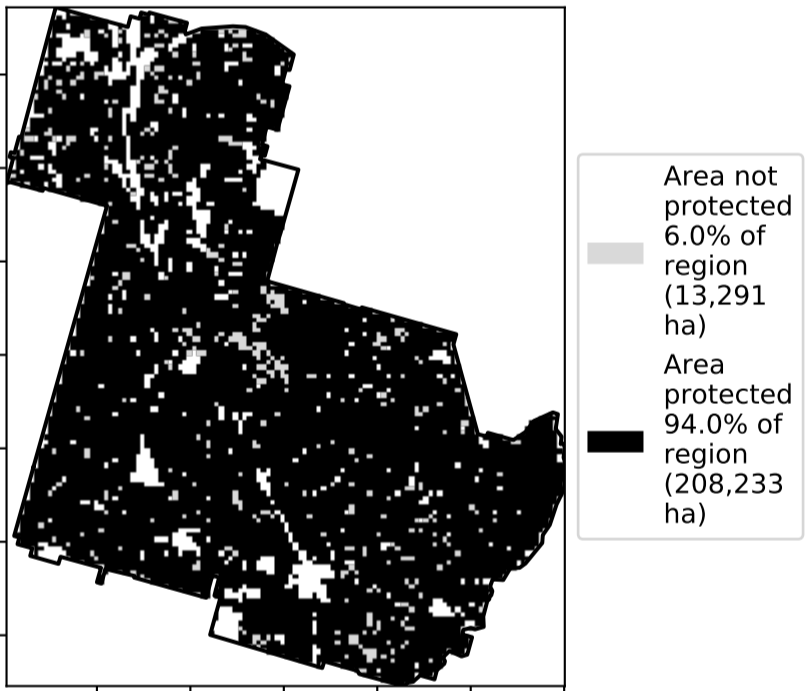 Area not
protected
6.0% of
region
(13,291
ha)
Area
protected
94.0% of
region
(208,233
ha)